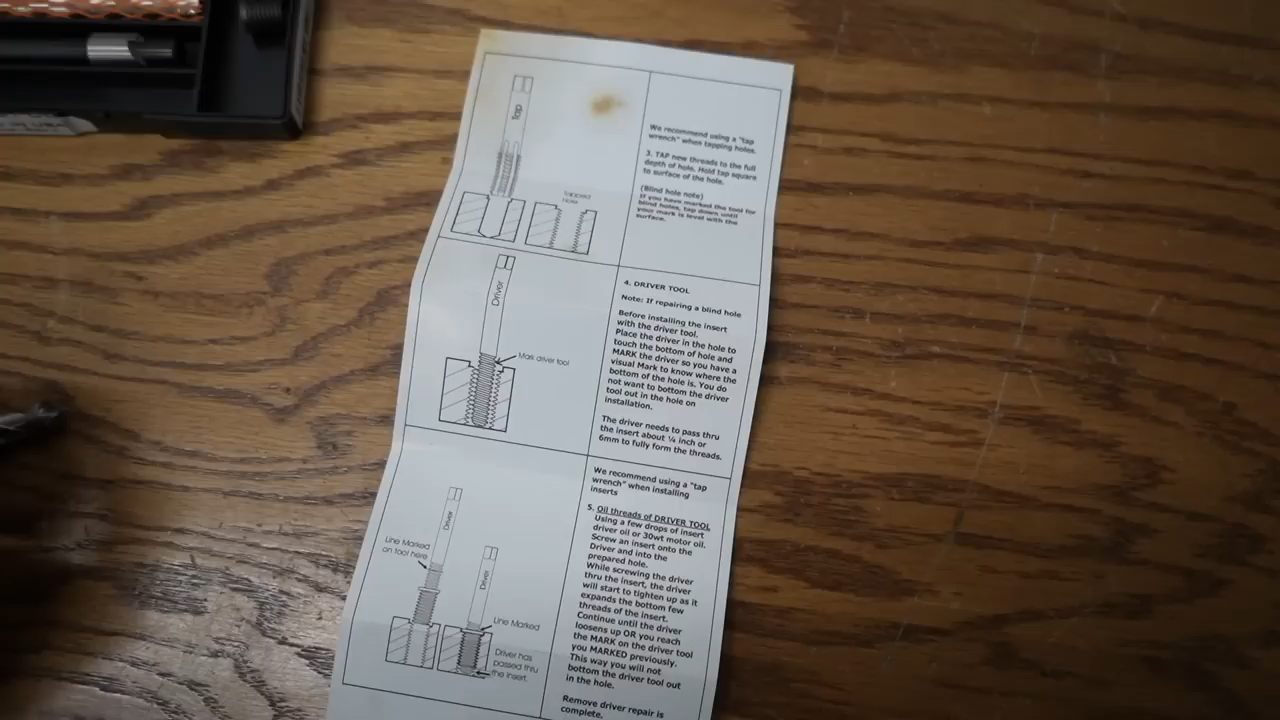 Tap
Tapped
Hole
We recommend using a "tap
wrench" when tapping holes.
3. TAP new threads to the full
depth of hole. Hold tap square
to surface of the hole.
(Blind hole note)
If you have marked the tool for
blind holes, tap down until
your mark is level with the
surface.
Driver
Mark driver tool
4. DRIVER TOOL
Note: If repairing a blind hole
Before installing the insert
with the driver tool.
Place the driver in the hole to
touch the bottom of hole and
MARK the driver so you have a
visual Mark to know where the
bottom of the hole is. You do
not want to bottom the driver
tool out in the hole on
installation.
The driver needs to pass thru
the insert about ¼ inch or
6mm to fully form the threads.
Driver
Line Marked
on tool here
Driver
Line Marked
Driver has
passed thru
the insert.
We recommend using a "tap
wrench" when installing
inserts
5. Oil threads of DRIVER TOOL
Using a few drops of insert
driver oil or 30wt motor oil.
Screw an insert onto the
Driver and into the
prepared hole.
While screwing the driver
thru the insert, the driver
will start to tighten up as it
expands the bottom few
threads of the insert.
Continue until the driver
loosens up OR you reach
the MARK on the driver tool
you MARKED previously.
This way you will not
bottom the driver tool out
in the hole.
Remove driver repair is
complete.